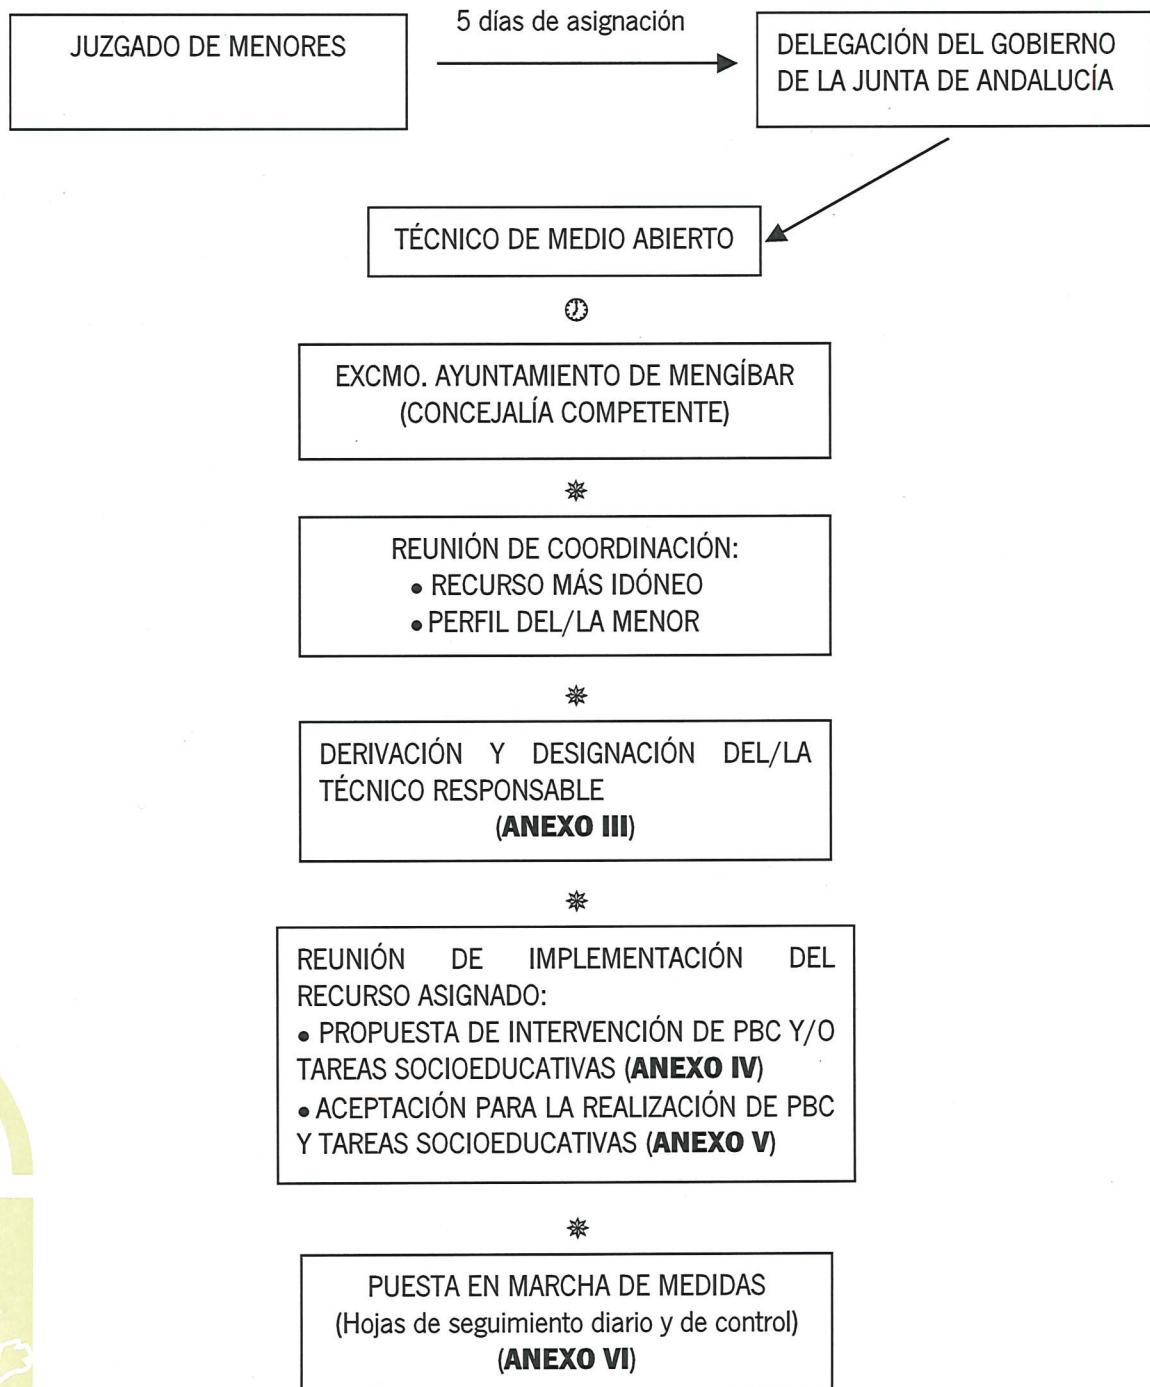 5 días de asignación
JUZGADO DE MENORES
DELEGACIÓN DEL GOBIERNO
DE LA JUNTA DE ANDALUCÍA
TÉCNICO DE MEDIO ABIERTO
EXCMO. AYUNTAMIENTO DE MENGÍBAR
(CONCEJALÍA COMPETENTE)
REUNIÓN DE COORDINACIÓN:
• RECURSO MÁS IDÓNEO
• PERFIL DEL/LA MENOR
DERIVACIÓN Y DESIGNACIÓN DEL/LA
TÉCNICO RESPONSABLE
(ANEXO III)
REUNIÓN DE IMPLEMENTACIÓN DEL
RECURSO ASIGNADO:
• PROPUESTA DE INTERVENCIÓN DE PBC Y/O
TAREAS SOCIOEDUCATIVAS (ANEXO IV)
• ACEPTACIÓN PARA LA REALIZACIÓN DE PBC
Y TAREAS SOCIOEDUCATIVAS (ANEXO V)
PUESTA EN MARCHA DE MEDIDAS
(Hojas de seguimiento diario y de control)
(ANEXO VI)